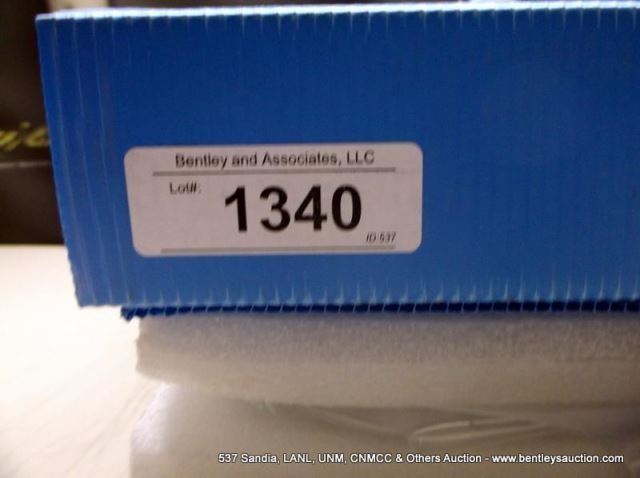 Bentley and Associates, LLC
Lot#:
1340
ID 537
537 Sandia, LANL, UNM, CNMCC & Others Auction - www.bentleysauction.com